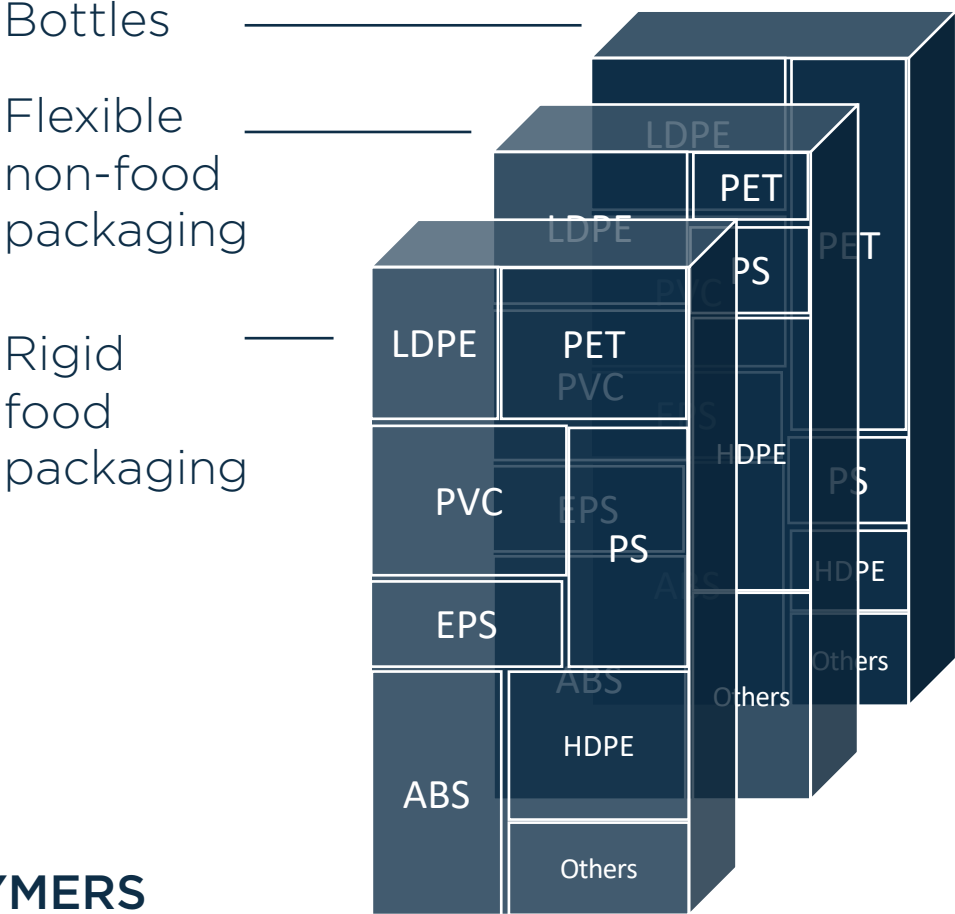 Bottles
Flexible
non-food
packaging
Rigid
food
packaging
LDPE
PET
PVC
PS
EPS
ABS
HDPE
Others
LDPE
PET
PS
PVC
HDPE
EPS
ABS
Others
LDPE
PET
PVC
EPS
PS
ABS
HDPE
Others
YMERS